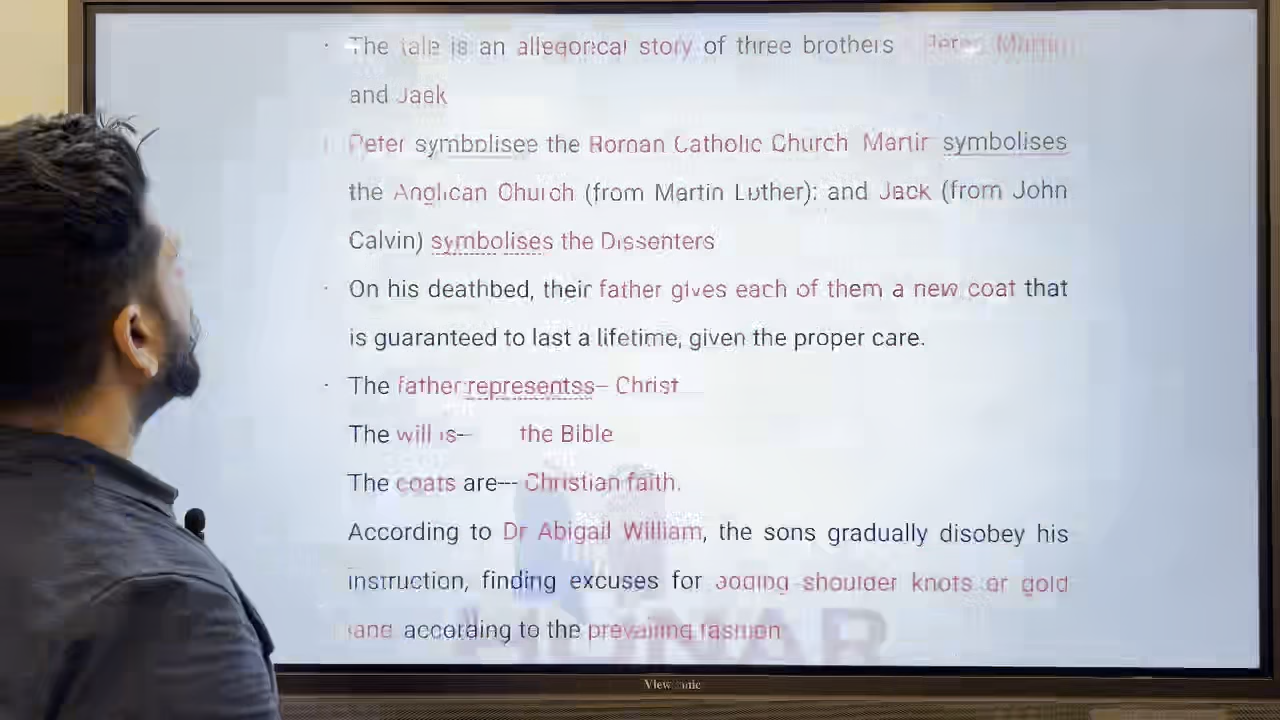 · The tale is an allegorical story of three brothers Peter Martin
and Jack
Peter symbolises the Roman Catholic Church Martin symbolises
the Anglican Church (from Martin Luther); and Jack (from John
Calvin) symbolises the Dissenters
· On his deathbed, their father gives each of them a new coat that
is guaranteed to last a lifetime, given the proper care.
· The father representss– Christ
The will is– the Bible
The coats are--- Christian faith.
According to Dr Abigail William, the sons gradually disobey his
instruction, finding excuses for adding shoulder knots or gold
lane according to the prevailing fashion
ViewSonic